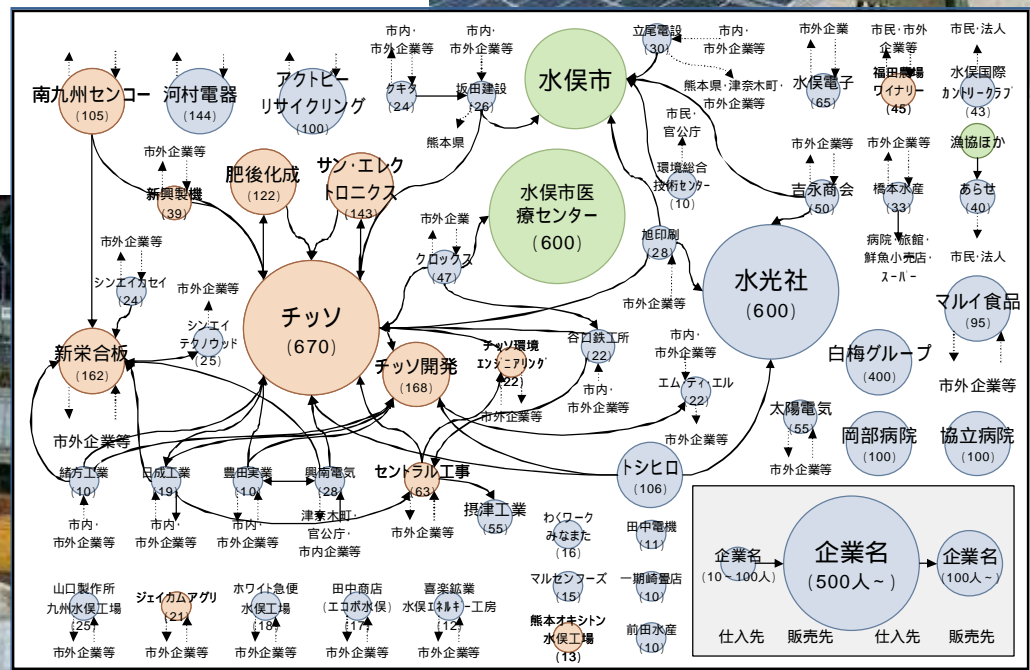 南九州センコー
(105)
河村電器
(144)
アクトビー
リサイクリング
(100)
市内・
市外企業等
クキタ
(24)
市内・
市外企業等
坂田建設
(26)
熊本県
水俣市
立尾電設
(30)
市内・
市外企業等
熊本県・津奈木町・
市外企業等
市外企業
水俣電子
(65)
市民・市外
企業等
福田農場
ワイナリー
(45)
市民・法人
水俣国際
カントリークラブ
(43)
漁協ほか
あらせ
(40)
市民・法人
市外企業等
新興製機
(39)
肥後化成
(122)
サン・エレク
トロニクス
(143)
水俣市医
療センター
(600)
市民・
官公庁
環境総合
技術センター
(10)
市外企業等
吉永商会
(50)
市外企業等
橋本水産
(33)
病院・旅館・
鮮魚小売店・
スーパー
市外企業等
シンエイカセイ
(24)
市外企業等
シンエイ
テクノウッド
(25)
新栄合板
(162)
市外企業等
チッソ
(670)
市外企業
クロックス
(47)
旭印刷
(28)
市外企業等
水光社
(600)
マルイ食品
(95)
市外企業等
チッソ開発
(168)
チッソ環境
エンジニアリング
(22)
市外企業等
谷口鉄工所
(22)
市内・
市外企業等
市内・
市外企業等
エム・ティ・エル
(22)
市外企業等
白梅グループ
(400)
太陽電気
(55)
市外企業等
岡部病院
(100)
協立病院
(100)
緒方工業
(10)
市内・
市外企業等
日成工業
(19)
市内・
市外企業等
豊田実業
(10)
市内・
市外企業等
興南電気
(28)
津奈木町・
官公庁・
市内企業等
セントラル工事
(63)
市外企業等
摂津工業
(55)
トシヒロ
(106)
わくワーク
みなまた
(16)
田中電機
(11)
マルセンフーズ
(15)
一期崎畳店
(10)
熊本オキシトン
水俣工場
(13)
前田水産
(10)
山口製作所
九州水俣工場
(25)
市外企業等
ジェイカムアグリ
(21)
市外企業等
ホワイト急便
水俣工場
(18)
市外企業等
田中商店
(エコボ水俣)
(17)
市外企業等
喜楽鉱業
水俣エネルキー工房
(12)
市外企業等
企業名
(10～100人)
企業名
(500人～)
企業名
(100人～)
仕入先 販売先 仕入先 販売先